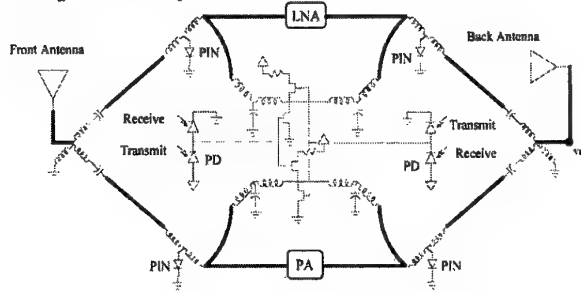 LNA
Front Antenna
PIN
PIN
Back Antenna
Receive
Transmit
Transmit
PD
PD
Receive
PIN
PA
PIN